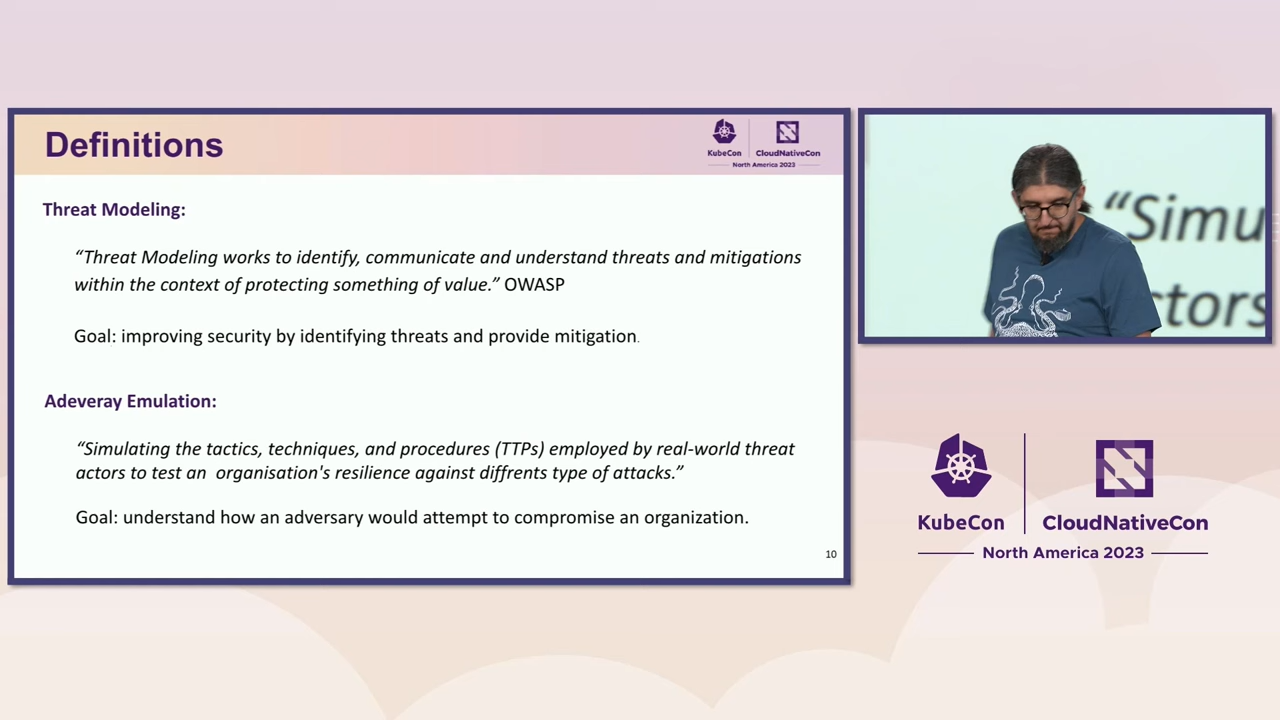 Definitions
KubeCon
CloudNativeCon
North America 2023
Threat Modeling:
“Threat Modeling works to identify, communicate and understand threats and mitigations
within the context of protecting something of value.” OWASP
Goal: improving security by identifying threats and provide mitigation.
Adeveray Emulation:
“Simulating the tactics, techniques, and procedures (TTPs) employed by real-world threat
actors to test an organisation's resilience against diffrents type of attacks.”
Goal: understand how an adversary would attempt to compromise an organization.
10
“Simu
ctors
KubeCon
CloudNativeCon
North America 2023